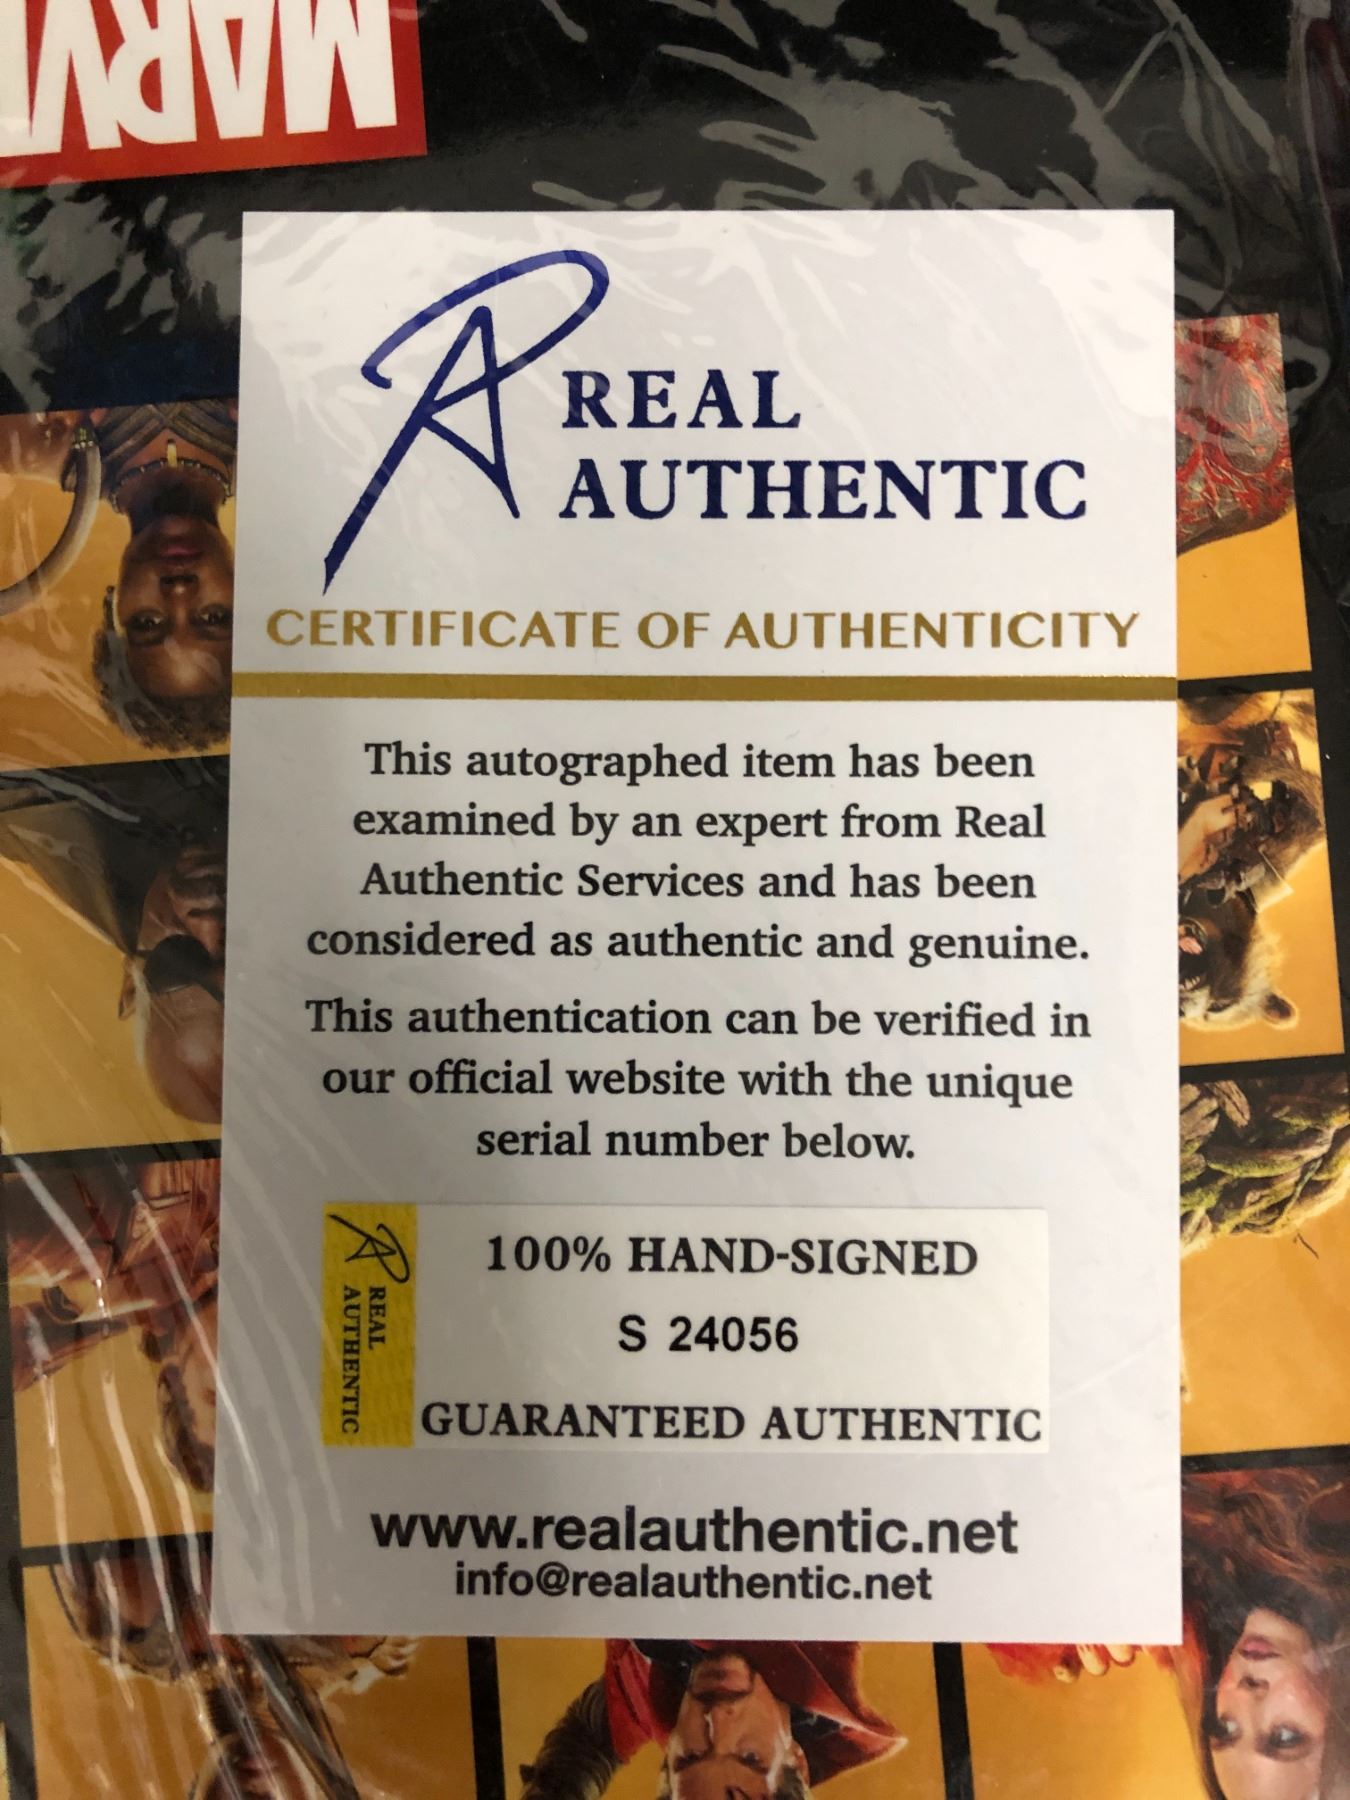 MARV
REAL
AUTHENTIC
CERTIFICATE OF AUTHENTICITY
This autographed item has been
examined by an expert from Real
Authentic Services and has been
considered as authentic and genuine.
This authentication can be verified in
our official website with the unique
serial number below.
REAL
AUTHENTIC
100% HAND-SIGNED
S 24056
GUARANTEED AUTHENTIC
www.realauthentic.net
info@realauthentic.net